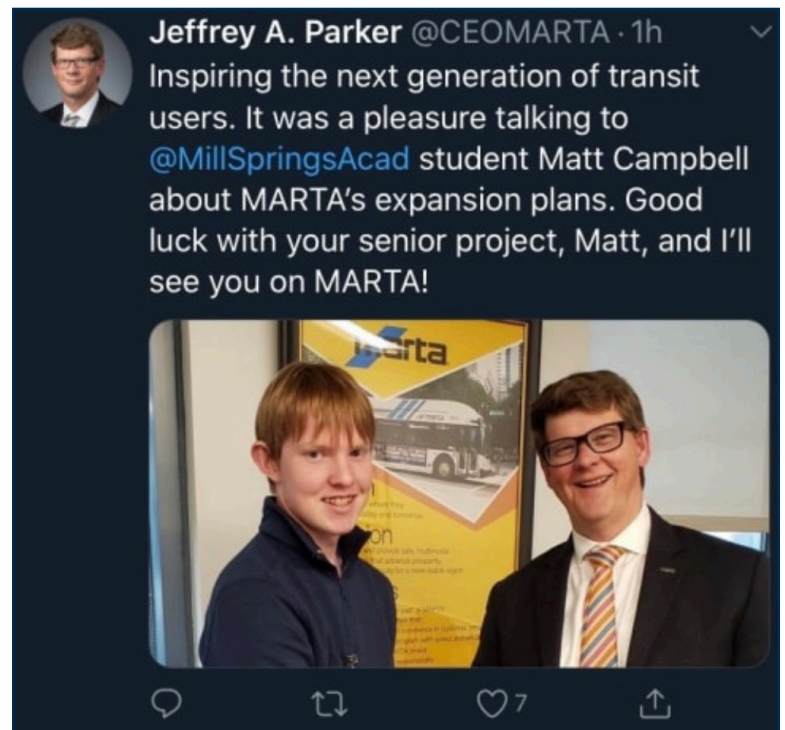 Jeffrey A. Parker @CEOMARTA · 1h
Inspiring the next generation of transit
users. It was a pleasure talking to
@MillSpringsAcad student Matt Campbell
about MARTA's expansion plans. Good
luck with your senior project, Matt, and I'll
see you on MARTA!
marta
7